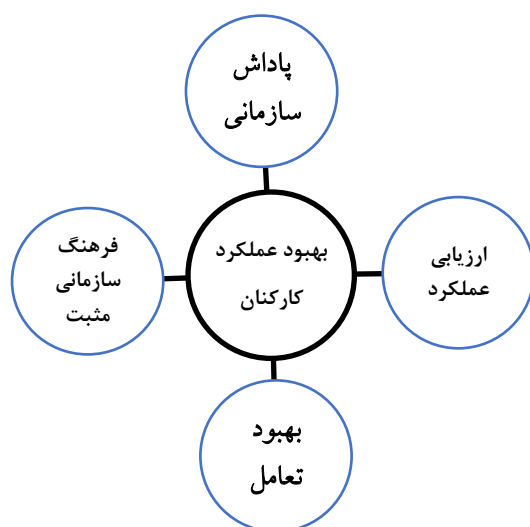 پاداش
سازمانی
بهبود عملکرد
کارکنان
ارزیابی
عملکرد
فرهنگ
سازمانی
مثبت
بهبود
تعامل